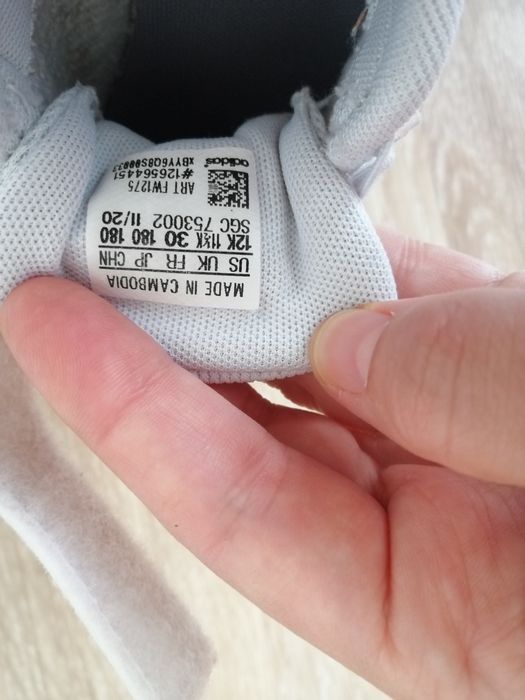 MADE IN CAMBODIA
US UK FR JP CHN
12K 11½K 30 180 180
SGC 753002 11/20
ART FW1275
#126564451
adidas